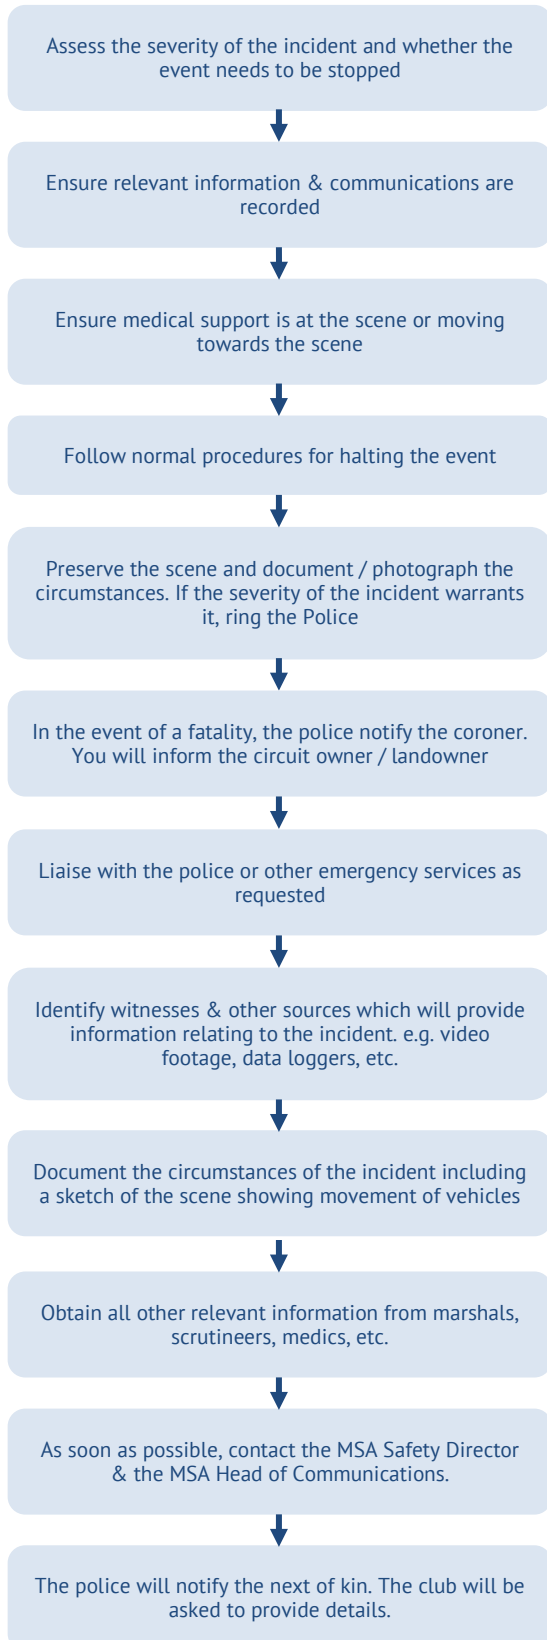 Assess the severity of the incident and whether the
event needs to be stopped
Ensure relevant information & communications are
recorded
Ensure medical support is at the scene or moving
towards the scene
Follow normal procedures for halting the event
Preserve the scene and document / photograph the
circumstances. If the severity of the incident warrants
it, ring the Police
In the event of a fatality, the police notify the coroner.
You will inform the circuit owner / landowner
Liaise with the police or other emergency services as
requested
Identify witnesses & other sources which will provide
information relating to the incident. e.g. video
footage, data loggers, etc.
Document the circumstances of the incident including
a sketch of the scene showing movement of vehicles
Obtain all other relevant information from marshals,
scrutineers, medics, etc.
As soon as possible, contact the MSA Safety Director
& the MSA Head of Communications.
The police will notify the next of kin. The club will be
asked to provide details.